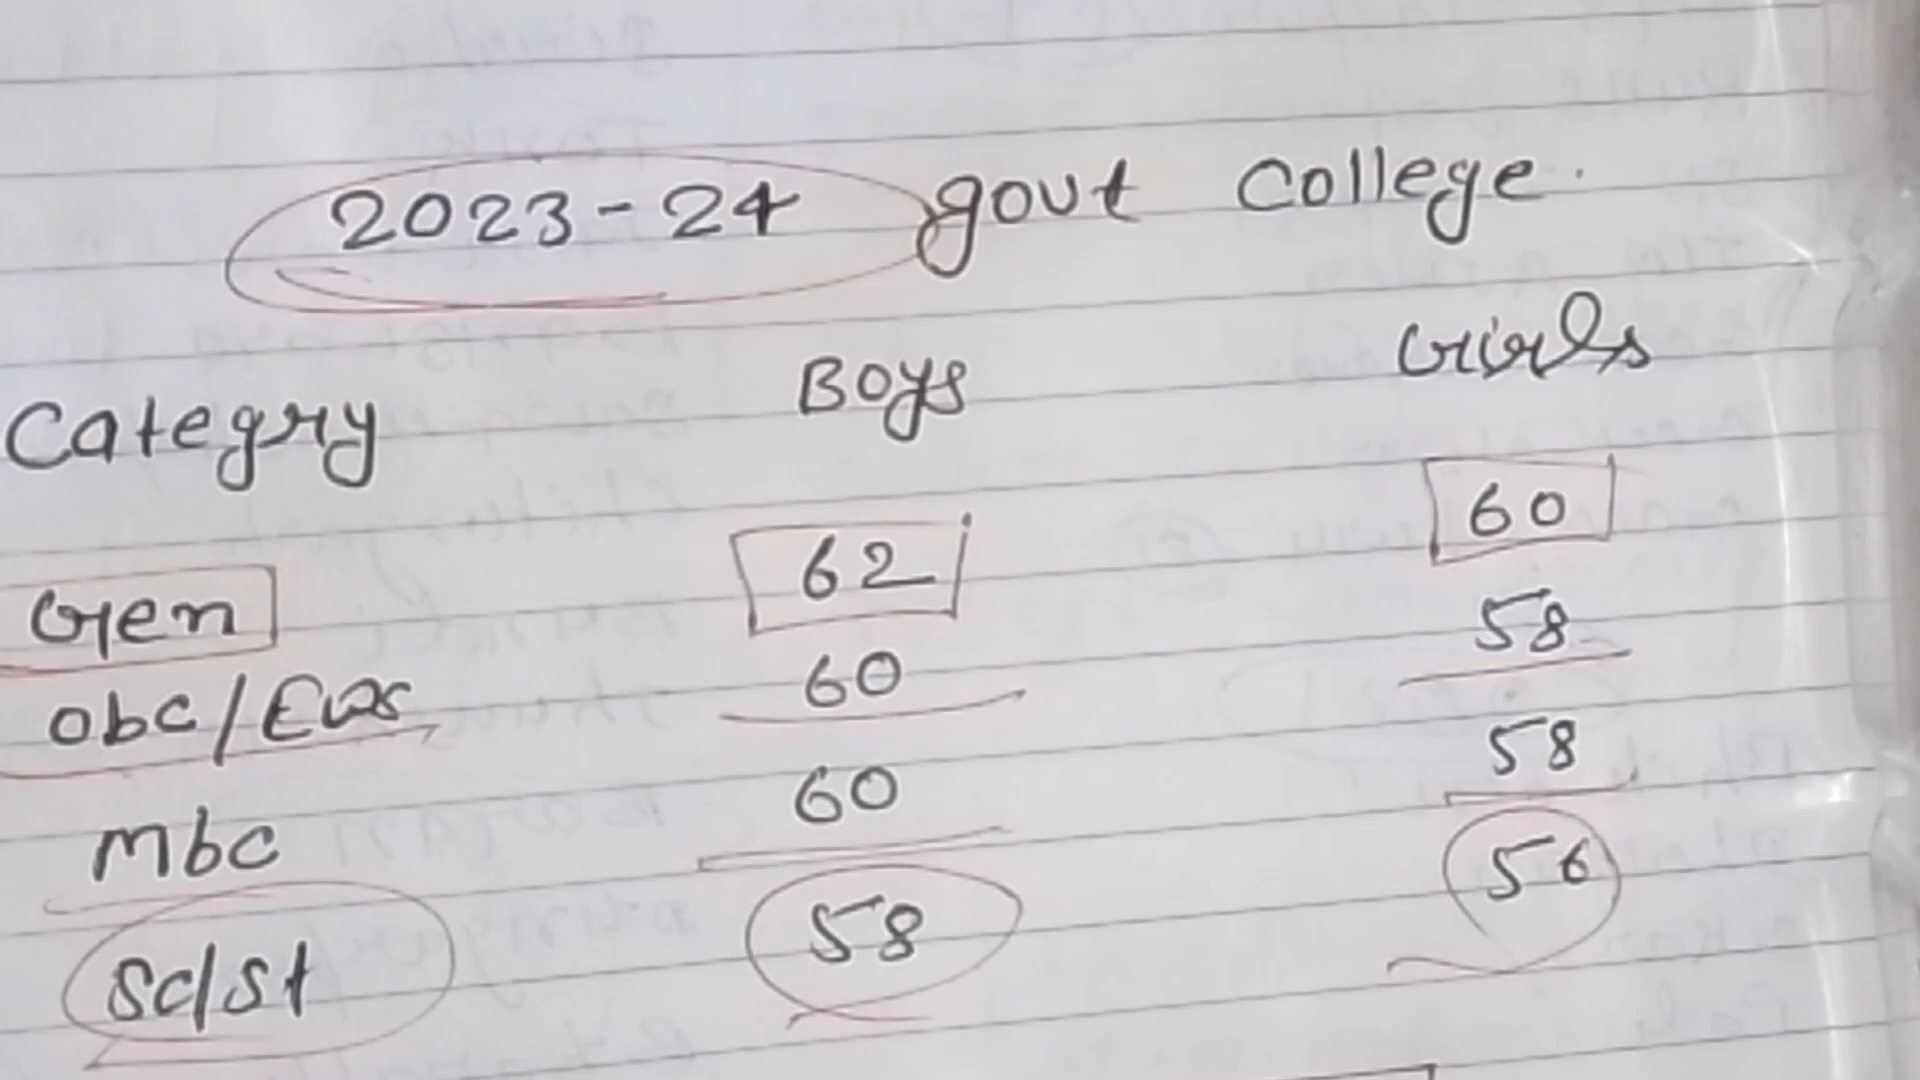 2023-24 govt College.
Categry Boys Girls
Gen 62 60
obc/Ews 60 58
Mbc 60 58
Sc/St 58 56